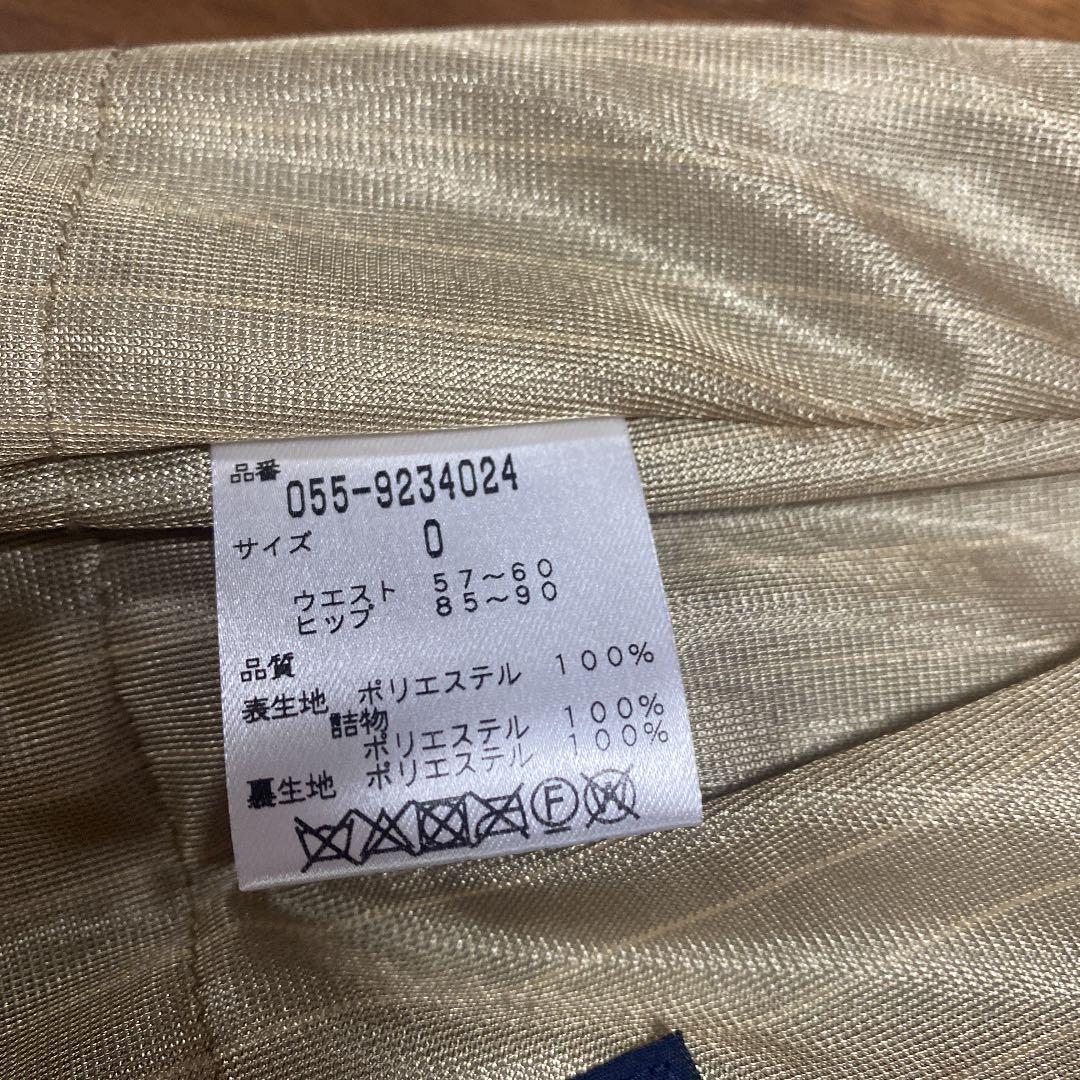 品番 055-9234024
サイズ 0
ウエスト 57～60
ヒップ 85～90
品質
表生地 ポリエステル 100%
詰物
ポリエステル 100%
裏生地 ポリエステル 100%
F W